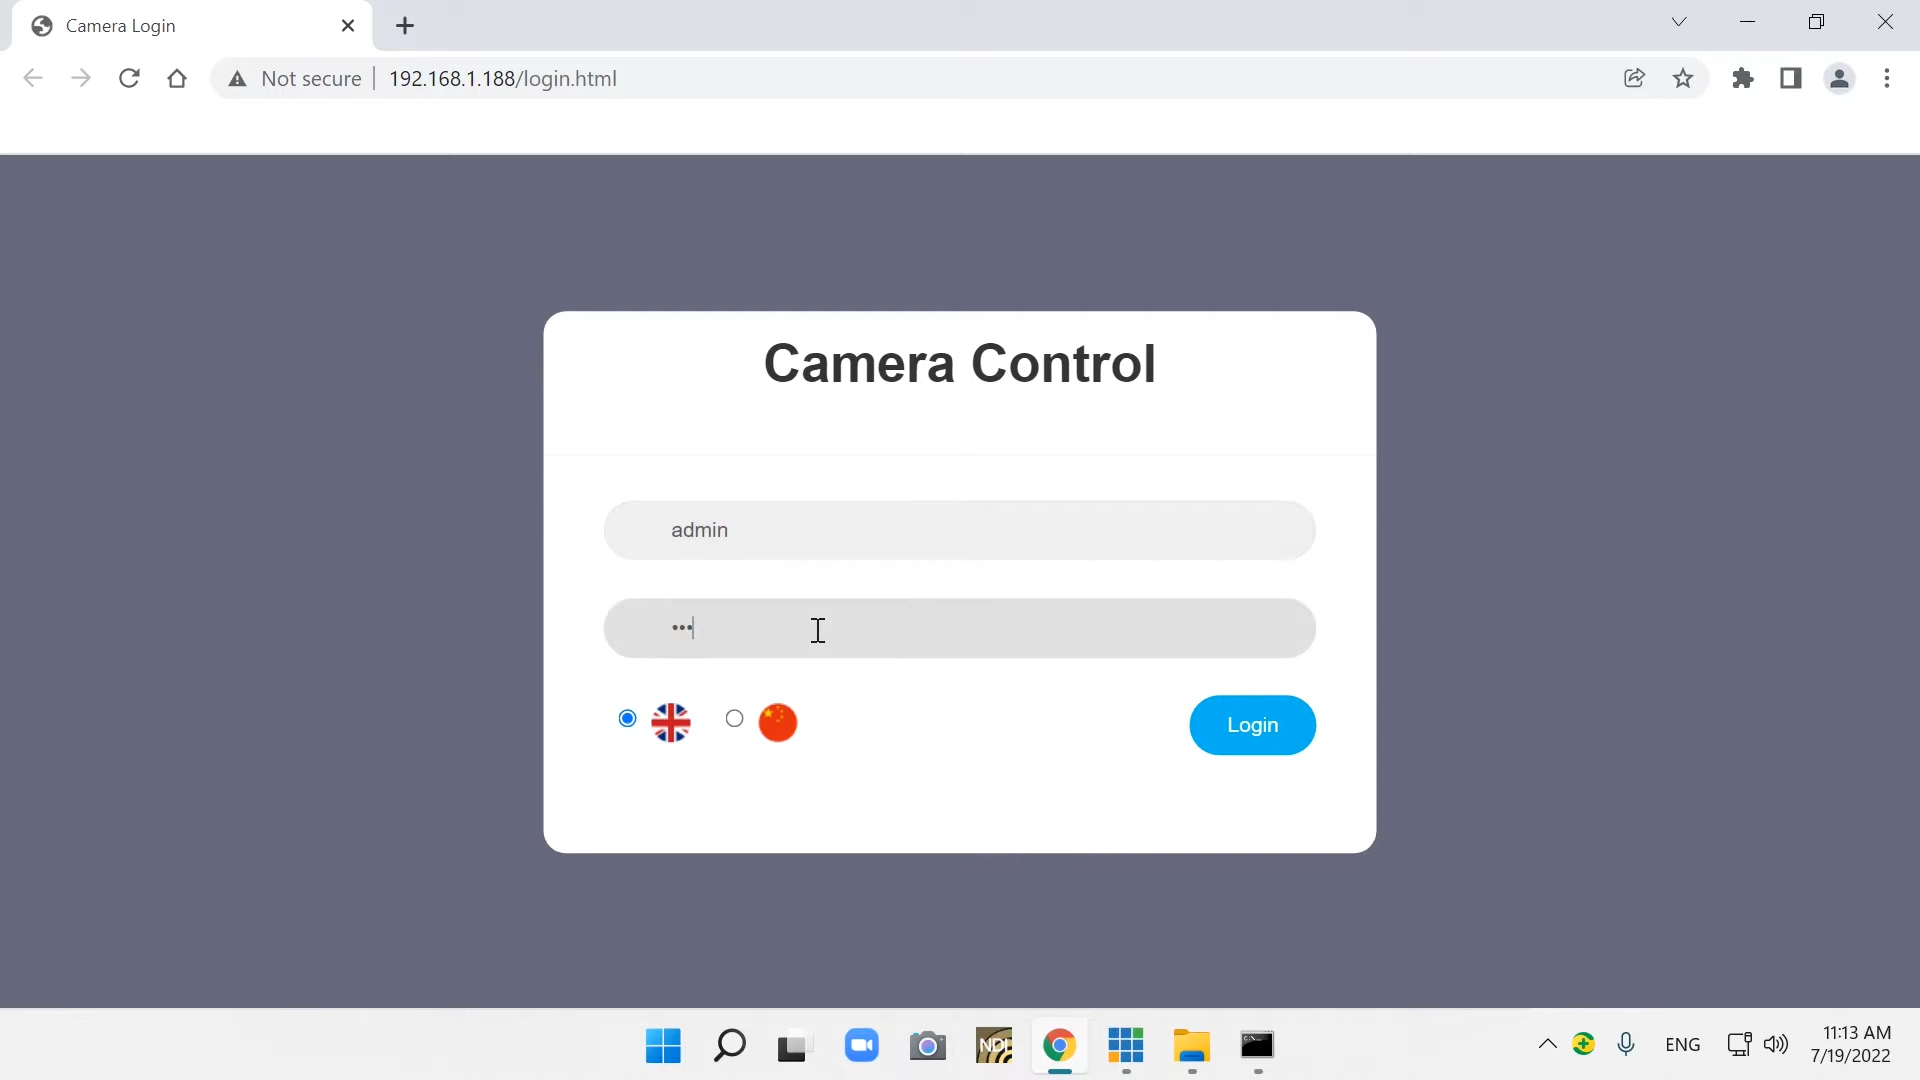 Camera Login
Not secure
192.168.1.188/login.html
Camera Control
admin
•••
Login
NDI
ENG
11:13 AM
7/19/2022